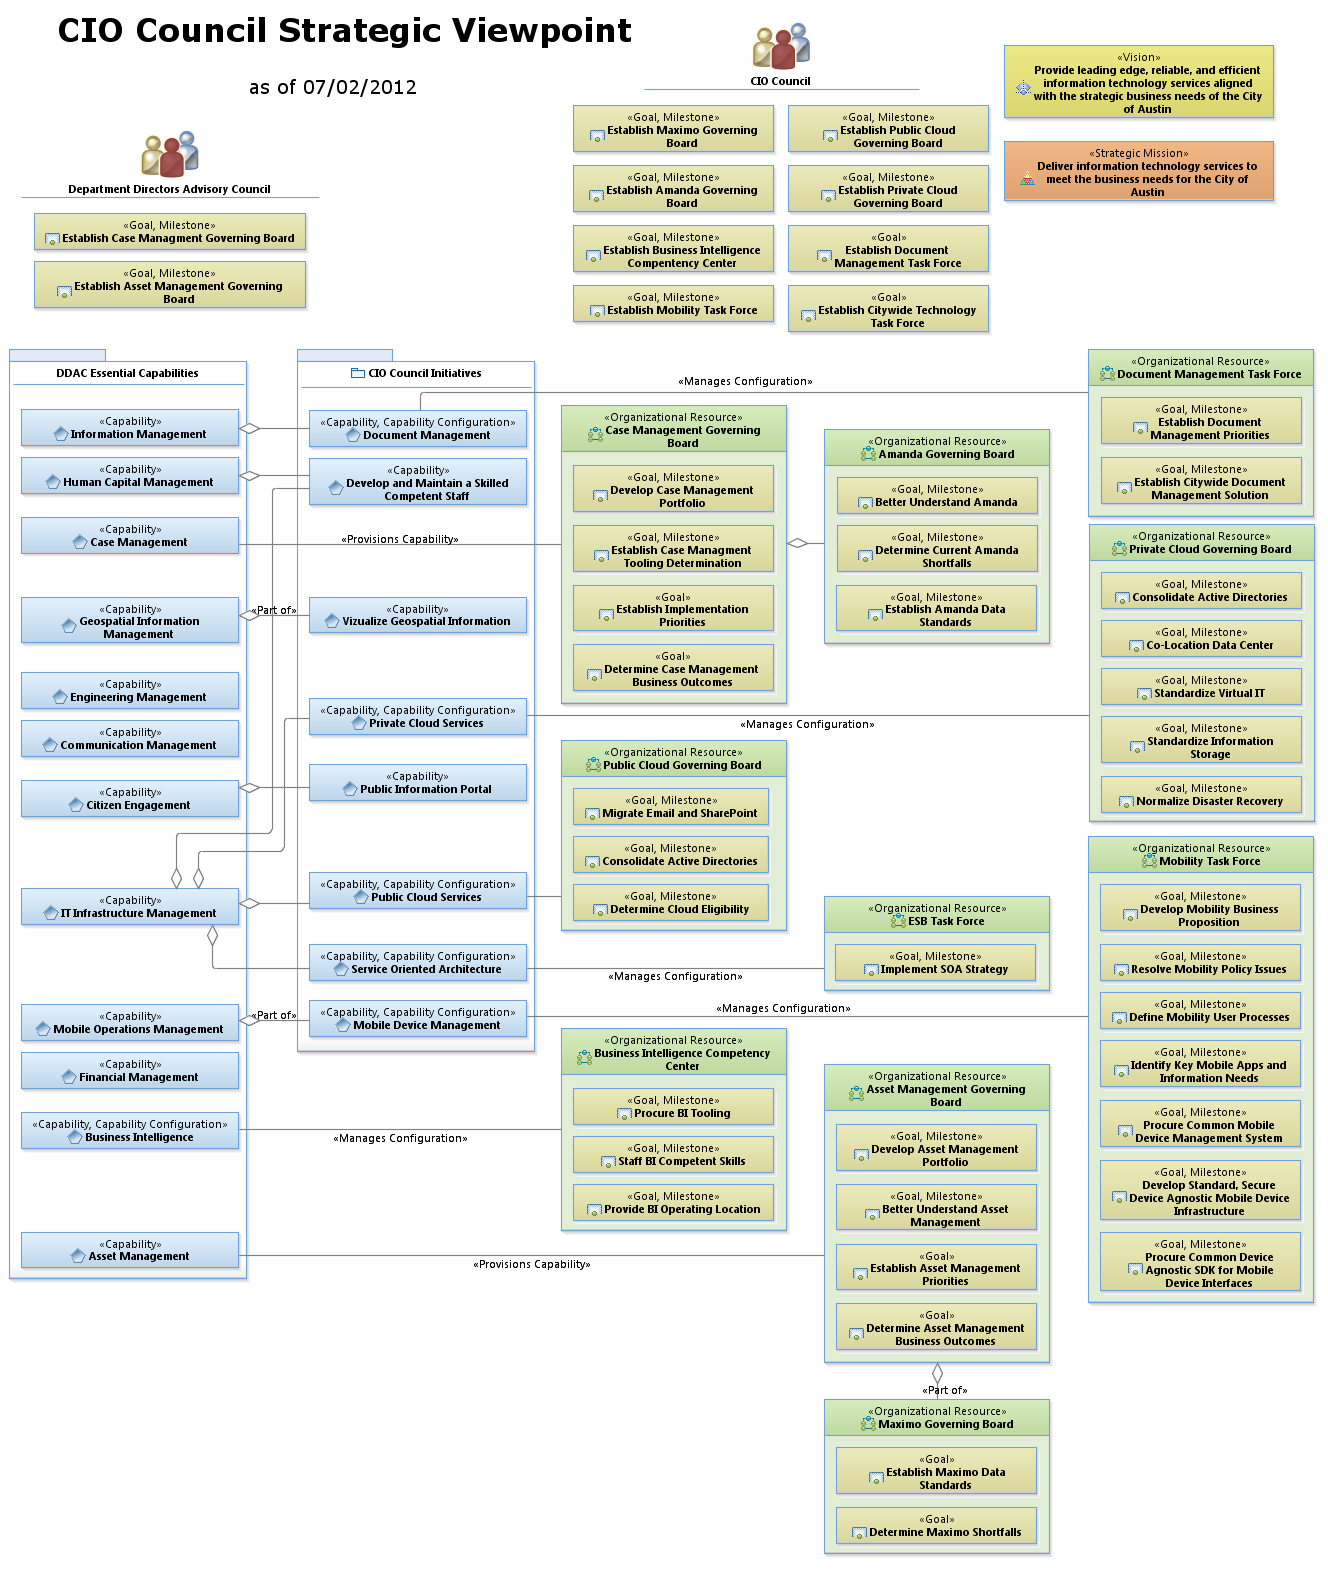 CIO Council Strategic Viewpoint
as of 07/02/2012
Department Directors Advisory Council
«Goal, Milestone»
Establish Case Managment Governing Board
«Goal, Milestone»
Establish Asset Management Governing
Board
CIO Council
«Goal, Milestone»
Establish Maximo Governing
Board
«Goal, Milestone»
Establish Public Cloud
Governing Board
«Goal, Milestone»
Establish Amanda Governing
Board
«Goal, Milestone»
Establish Private Cloud
Governing Board
«Goal, Milestone»
Establish Business Intelligence
Compentency Center
«Goal»
Establish Document
Management Task Force
«Goal, Milestone»
Establish Mobility Task Force
«Goal»
Establish Citywide Technology
Task Force
«Vision»
Provide leading edge, reliable, and efficient
information technology services aligned
with the strategic business needs of the City
of Austin
«Strategic Mission»
Deliver information technology services to
meet the business needs for the City of
Austin
DDAC Essential Capabilities
«Capability»
Information Management
«Capability»
Human Capital Management
«Capability»
Case Management
«Capability»
Geospatial Information
Management
«Capability»
Engineering Management
«Capability»
Communication Management
«Capability»
Citizen Engagement
«Capability»
IT Infrastructure Management
«Capability»
Mobile Operations Management
«Capability»
Financial Management
«Capability, Capability Configuration»
Business Intelligence
«Capability»
Asset Management
«Part of»
«Part of»
CIO Council Initiatives
«Capability, Capability Configuration»
Document Management
«Capability»
Develop and Maintain a Skilled
Competent Staff
«Capability»
Vizualize Geospatial Information
«Capability, Capability Configuration»
Private Cloud Services
«Capability»
Public Information Portal
«Capability, Capability Configuration»
Public Cloud Services
«Capability, Capability Configuration»
Service Oriented Architecture
«Capability, Capability Configuration»
Mobile Device Management
«Manages Configuration»
«Provisions Capability»
«Manages Configuration»
«Manages Configuration»
«Manages Configuration»
«Manages Configuration»
«Provisions Capability»
«Organizational Resource»
Case Management Governing
Board
«Goal, Milestone»
Develop Case Management
Portfolio
«Goal, Milestone»
Establish Case Managment
Tooling Determination
«Goal»
Establish Implementation
Priorities
«Goal»
Determine Case Management
Business Outcomes
«Organizational Resource»
Public Cloud Governing Board
«Goal, Milestone»
Migrate Email and SharePoint
«Goal, Milestone»
Consolidate Active Directories
«Goal, Milestone»
Determine Cloud Eligibility
«Organizational Resource»
Business Intelligence Competency
Center
«Goal, Milestone»
Procure BI Tooling
«Goal, Milestone»
Staff BI Competent Skills
«Goal, Milestone»
Provide BI Operating Location
«Organizational Resource»
Amanda Governing Board
«Goal, Milestone»
Better Understand Amanda
«Goal, Milestone»
Determine Current Amanda
Shortfalls
«Goal, Milestone»
Establish Amanda Data
Standards
«Organizational Resource»
ESB Task Force
«Goal, Milestone»
Implement SOA Strategy
«Organizational Resource»
Asset Management Governing
Board
«Goal, Milestone»
Develop Asset Management
Portfolio
«Goal, Milestone»
Better Understand Asset
Management
«Goal»
Establish Asset Management
Priorities
«Goal»
Determine Asset Management
Business Outcomes
«Part of»
«Organizational Resource»
Maximo Governing Board
«Goal»
Establish Maximo Data
Standards
«Goal»
Determine Maximo Shortfalls
«Organizational Resource»
Document Management Task Force
«Goal, Milestone»
Establish Document
Management Priorities
«Goal, Milestone»
Establish Citywide Document
Management Solution
«Organizational Resource»
Private Cloud Governing Board
«Goal, Milestone»
Consolidate Active Directories
«Goal, Milestone»
Co-Location Data Center
«Goal, Milestone»
Standardize Virtual IT
«Goal, Milestone»
Standardize Information
Storage
«Goal, Milestone»
Normalize Disaster Recovery
«Organizational Resource»
Mobility Task Force
«Goal, Milestone»
Develop Mobility Business
Proposition
«Goal, Milestone»
Resolve Mobility Policy Issues
«Goal, Milestone»
Define Mobility User Processes
«Goal, Milestone»
Identify Key Mobile Apps and
Information Needs
«Goal, Milestone»
Procure Common Mobile
Device Management System
«Goal, Milestone»
Develop Standard, Secure
Device Agnostic Mobile Device
Infrastructure
«Goal, Milestone»
Procure Common Device
Agnostic SDK for Mobile
Device Interfaces